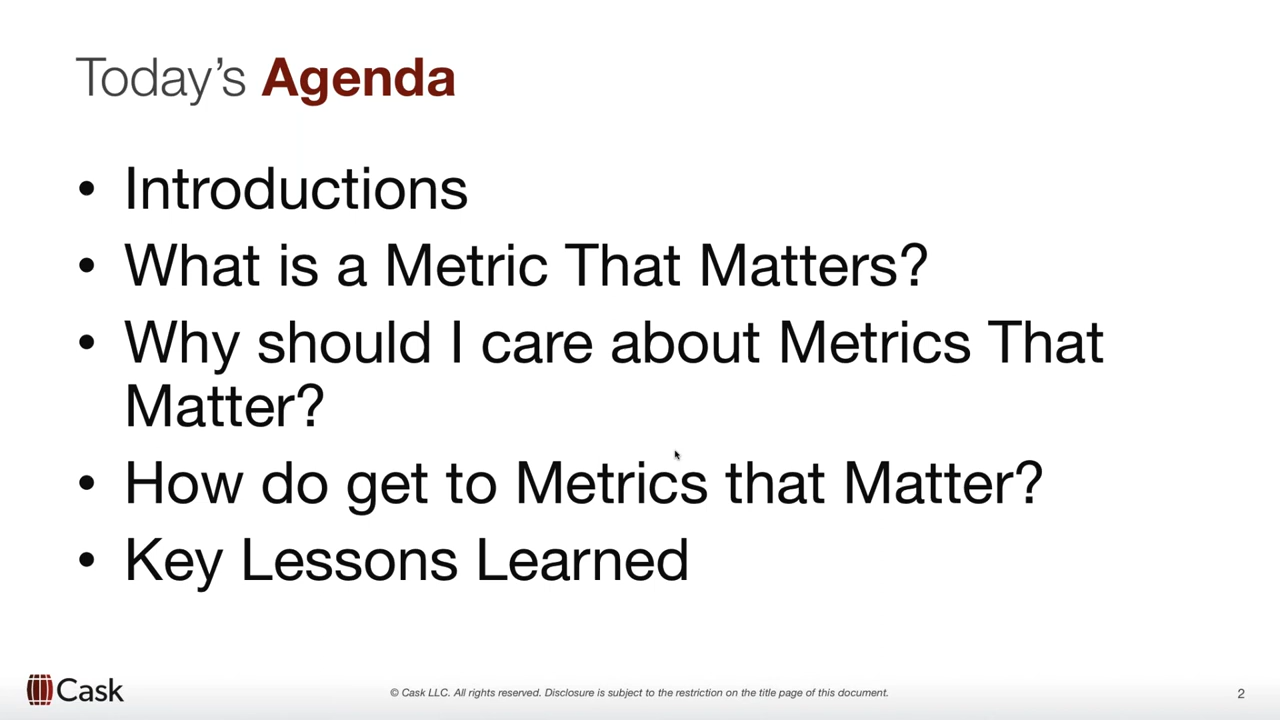 Today’s Agenda
• Introductions
• What is a Metric That Matters?
• Why should I care about Metrics That
Matter?
• How do get to Metrics that Matter?
• Key Lessons Learned
Cask
© Cask LLC. All rights reserved. Disclosure is subject to the restriction on the title page of this document.
2